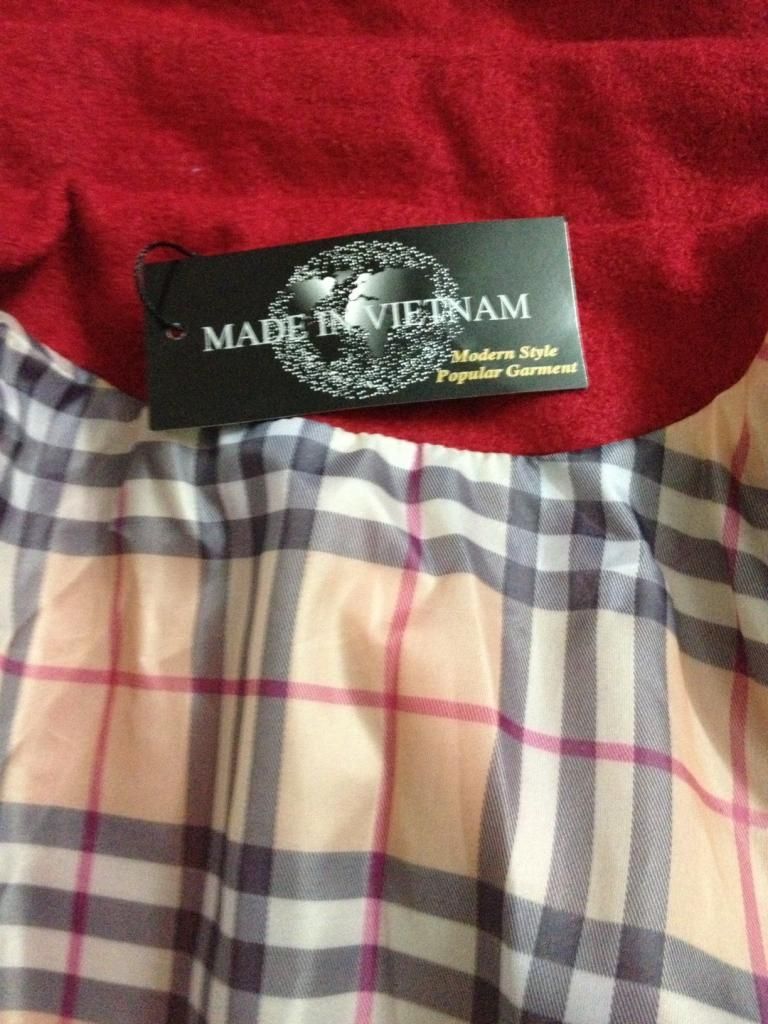 MADE IN VIETNAM
Modern Style
Popular Garment